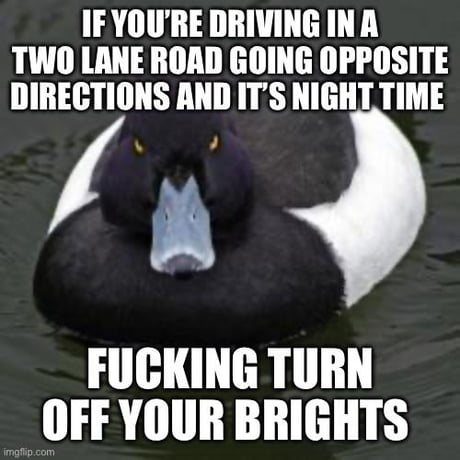 IF YOU'RE DRIVING IN A
TWO LANE ROAD GOING OPPOSITE
DIRECTIONS AND IT'S NIGHT TIME
FUCKING TURN
OFF YOUR BRIGHTS
imgflip.com